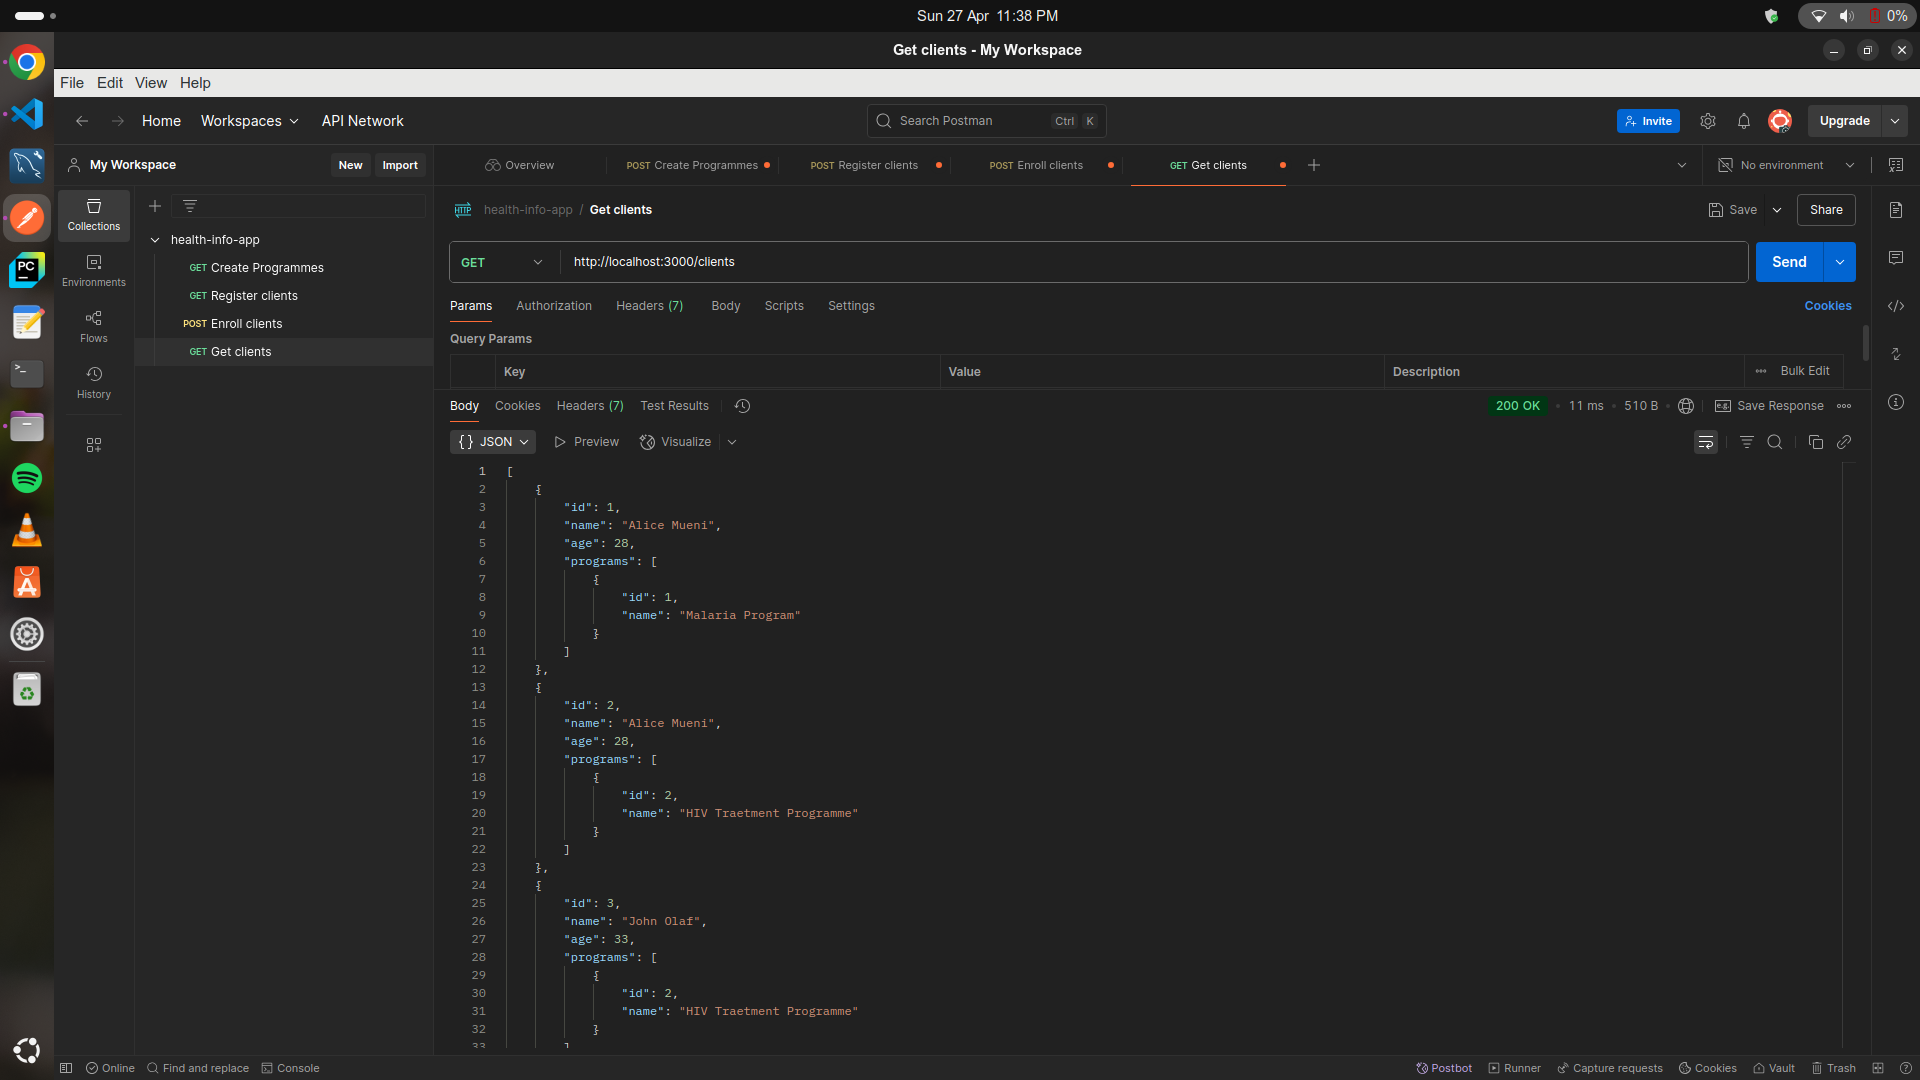 Sun 27 Apr 11:38 PM
0%
Get clients - My Workspace
File Edit View Help
Home Workspaces API Network
Search Postman Ctrl K
Invite
Upgrade
My Workspace
New Import
Overview
POST Create Programmes
POST Register clients
POST Enroll clients
GET Get clients
No environment
Collections
Environments
Flows
History
health-info-app
GET Create Programmes
GET Register clients
POST Enroll clients
GET Get clients
HTTP health-info-app / Get clients
Save
Share
GET http://localhost:3000/clients
Send
Params Authorization Headers (7) Body Scripts Settings
Cookies
Query Params
Key Value Description Bulk Edit
Body Cookies Headers (7) Test Results
200 OK • 11 ms • 510 B
e.g. Save Response
{ } JSON Preview Visualize
1 [
2 {
3 "id": 1,
4 "name": "Alice Mueni",
5 "age": 28,
6 "programs": [
7 {
8 "id": 1,
9 "name": "Malaria Program"
10 }
11 ]
12 },
13 {
14 "id": 2,
15 "name": "Alice Mueni",
16 "age": 28,
17 "programs": [
18 {
19 "id": 2,
20 "name": "HIV Traetment Programme"
21 }
22 ]
23 },
24 {
25 "id": 3,
26 "name": "John Olaf",
27 "age": 33,
28 "programs": [
29 {
30 "id": 2,
31 "name": "HIV Traetment Programme"
32 }
33 ]
Online Find and replace Console
Postbot Runner Capture requests Cookies Vault Trash
PC